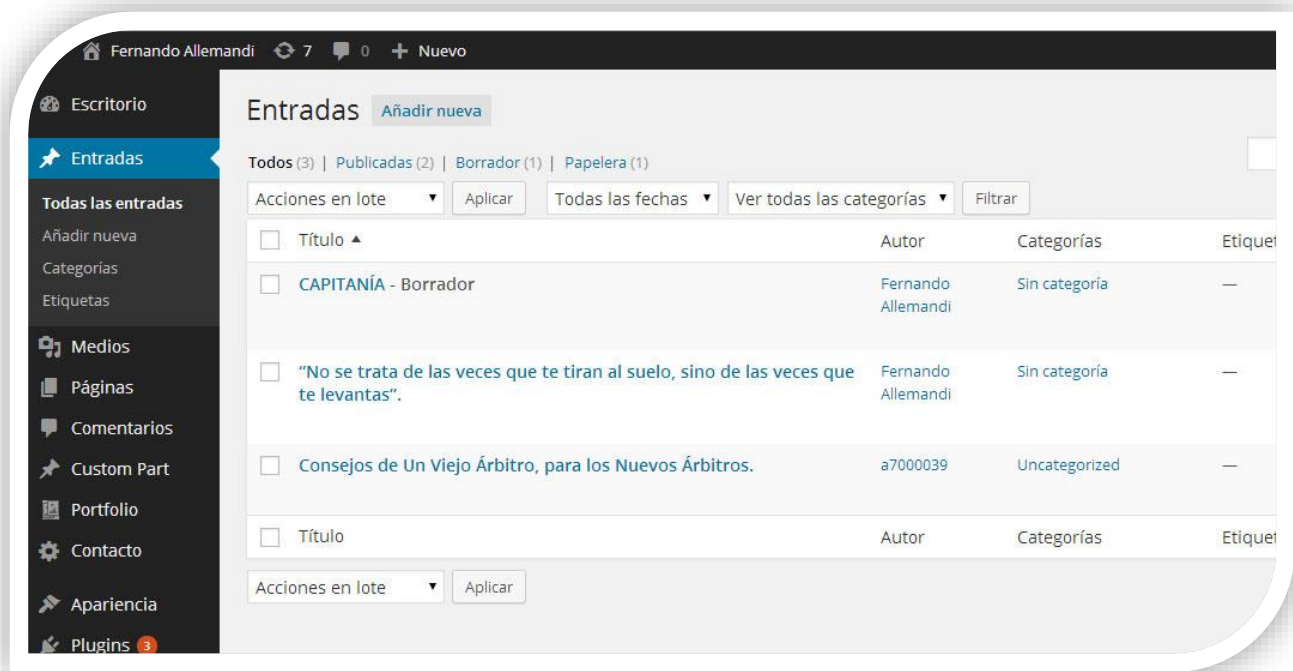 Fernando Allemandi 7 0 + Nuevo
Escritorio
Entradas
Todas las entradas
Añadir nueva
Categorías
Etiquetas
Medios
Páginas
Comentarios
Custom Part
Portfolio
Contacto
Apariencia
Plugins 3
Entradas Añadir nueva
Todos (3) | Publicadas (2) | Borrador (1) | Papelera (1)
Acciones en lote Aplicar Todas las fechas Ver todas las categorías Filtrar
Título Autor Categorías
CAPITANÍA - Borrador Fernando Sin categoría —
Allemandi
“No se trata de las veces que te tiran al suelo, sino de las veces que Fernando Sin categoría —
te levantas”. Allemandi
Consejos de Un Viejo Árbitro, para los Nuevos Árbitros. a7000039 Uncategorized —
Título Autor Categorías
Acciones en lote Aplicar